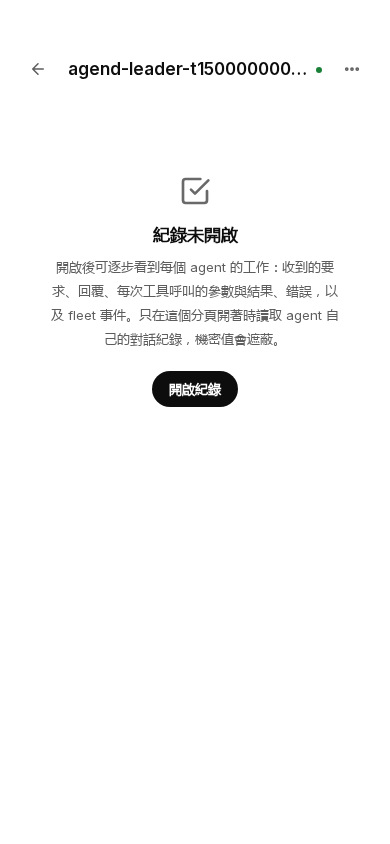 agend-leader-t150000000…
紀錄未開啟
開啟後可逐步看到每個 agent 的工作：收到的要
求、回覆、每次工具呼叫的參數與結果、錯誤，以
及 fleet 事件。只在這個分頁開著時讀取 agent 自
己的對話紀錄，機密值會遮蔽。
開啟紀錄